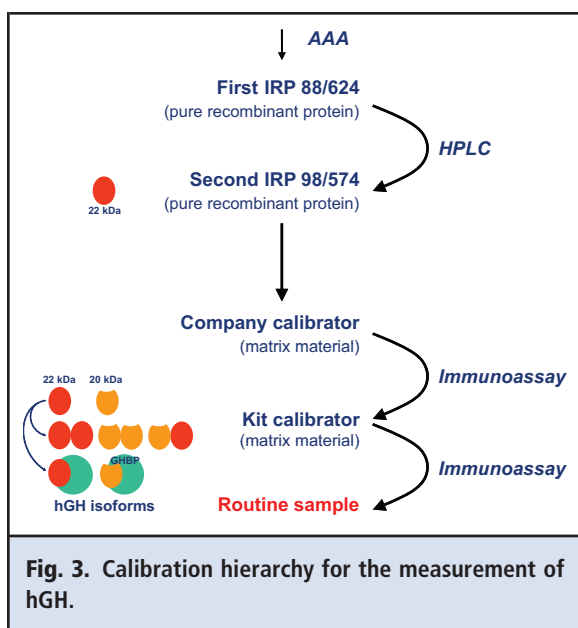 AAA
First IRP 88/624
(pure recombinant protein)
HPLC
Second IRP 98/574
22 kDa
(pure recombinant protein)
Company calibrator
(matrix material)
22 kDa 20 kDa
Immunoassay
Kit calibrator
(matrix material)
GHBP
Immunoassay
hGH isoforms
Routine sample
Fig. 3. Calibration hierarchy for the measurement of
hGH.